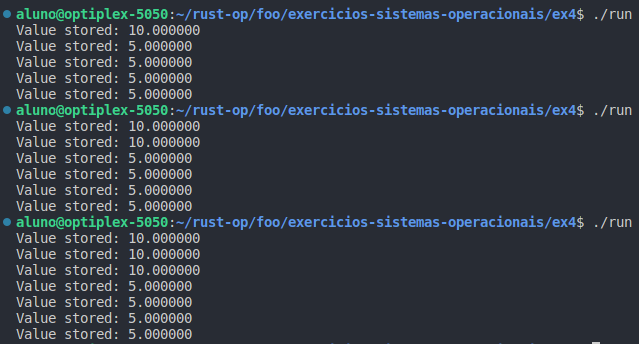 aluno@optiplex-5050:~/rust-op/foo/exercicios-sistemas-operacionais/ex4$ ./run
Value stored: 10.000000
Value stored: 5.000000
Value stored: 5.000000
Value stored: 5.000000
Value stored: 5.000000
aluno@optiplex-5050:~/rust-op/foo/exercicios-sistemas-operacionais/ex4$ ./run
Value stored: 10.000000
Value stored: 10.000000
Value stored: 5.000000
Value stored: 5.000000
Value stored: 5.000000
Value stored: 5.000000
aluno@optiplex-5050:~/rust-op/foo/exercicios-sistemas-operacionais/ex4$ ./run
Value stored: 10.000000
Value stored: 10.000000
Value stored: 10.000000
Value stored: 5.000000
Value stored: 5.000000
Value stored: 5.000000
Value stored: 5.000000